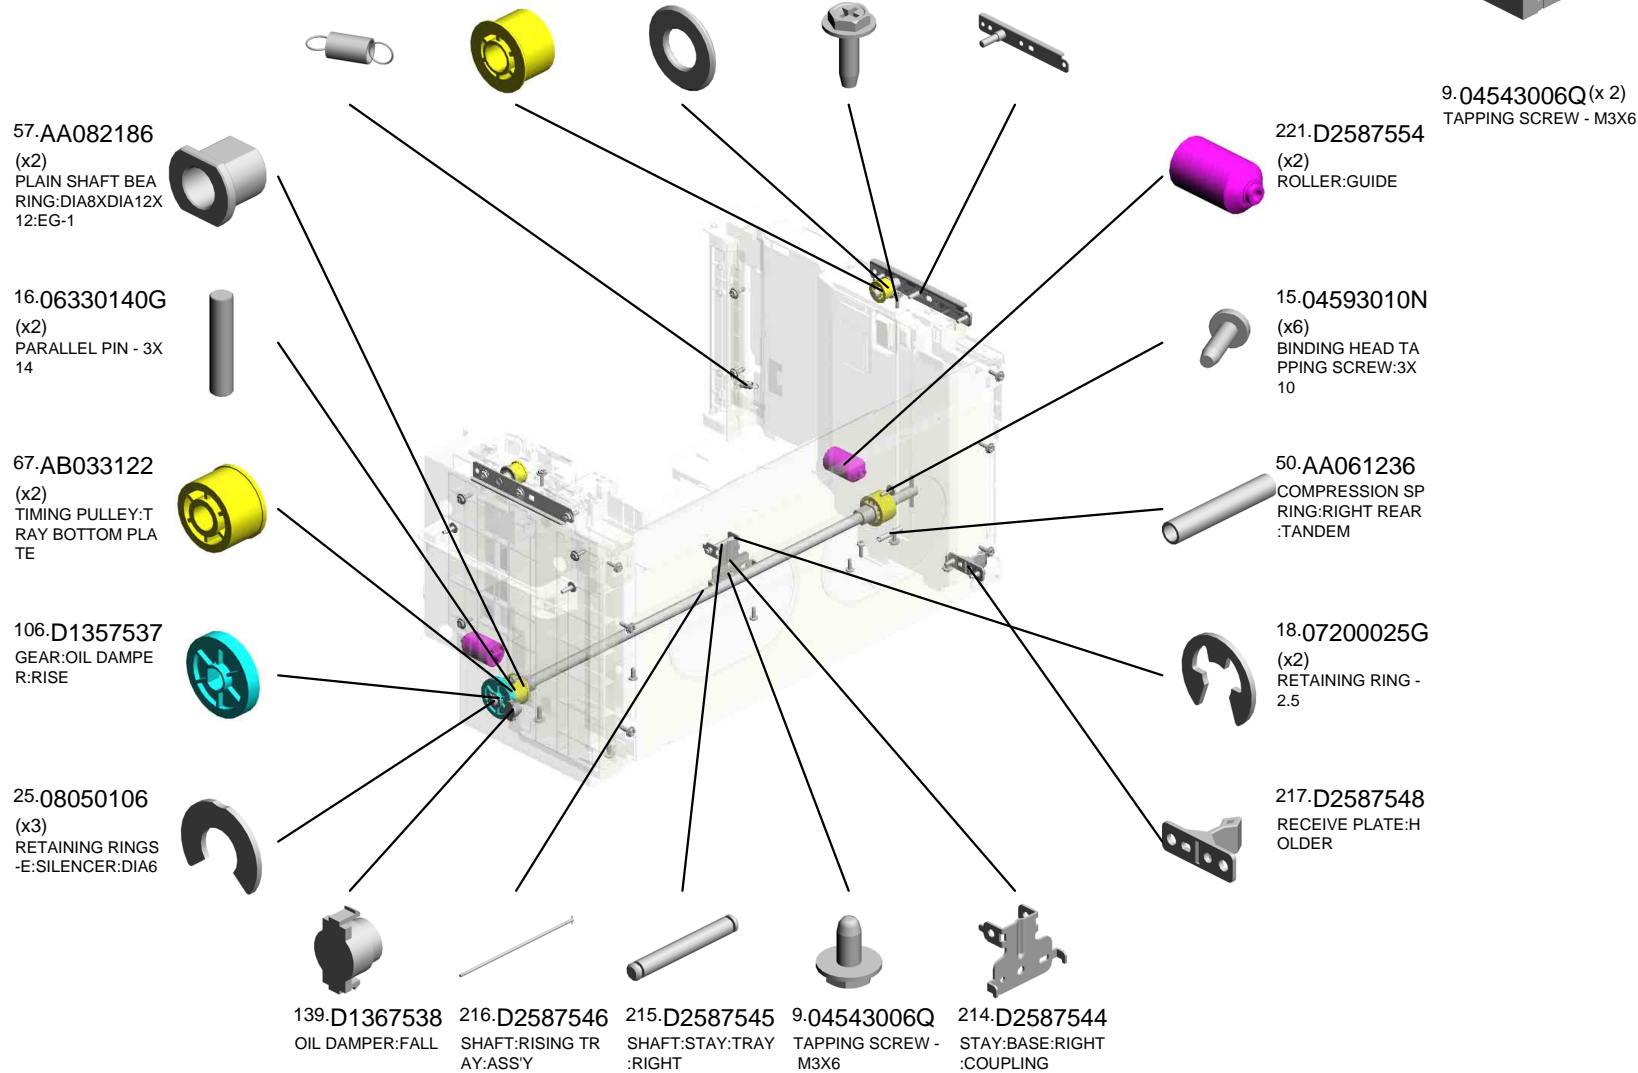 9.04543006Q (x 2)
TAPPING SCREW - M3X6
57.AA082186
(x2)
PLAIN SHAFT BEA
RING:DIA8XDIA12X
12:EG-1
16.06330140G
(x2)
PARALLEL PIN - 3X
14
67.AB033122
(x2)
TIMING PULLEY:T
RAY BOTTOM PLA
TE
106.D1357537
GEAR:OIL DAMPE
R:RISE
25.08050106
(x3)
RETAINING RINGS
-E:SILENCER:DIA6
221.D2587554
(x2)
ROLLER:GUIDE
15.04593010N
(x6)
BINDING HEAD TA
PPING SCREW:3X
10
50.AA061236
COMPRESSION SP
RING:RIGHT REAR
:TANDEM
18.07200025G
(x2)
RETAINING RING -
2.5
217.D2587548
RECEIVE PLATE:H
OLDER
139.D1367538
OIL DAMPER:FALL
216.D2587546
SHAFT:RISING TR
AY:ASS'Y
215.D2587545
SHAFT:STAY:TRAY
:RIGHT
9.04543006Q
TAPPING SCREW -
M3X6
214.D2587544
STAY:BASE:RIGHT
:COUPLING